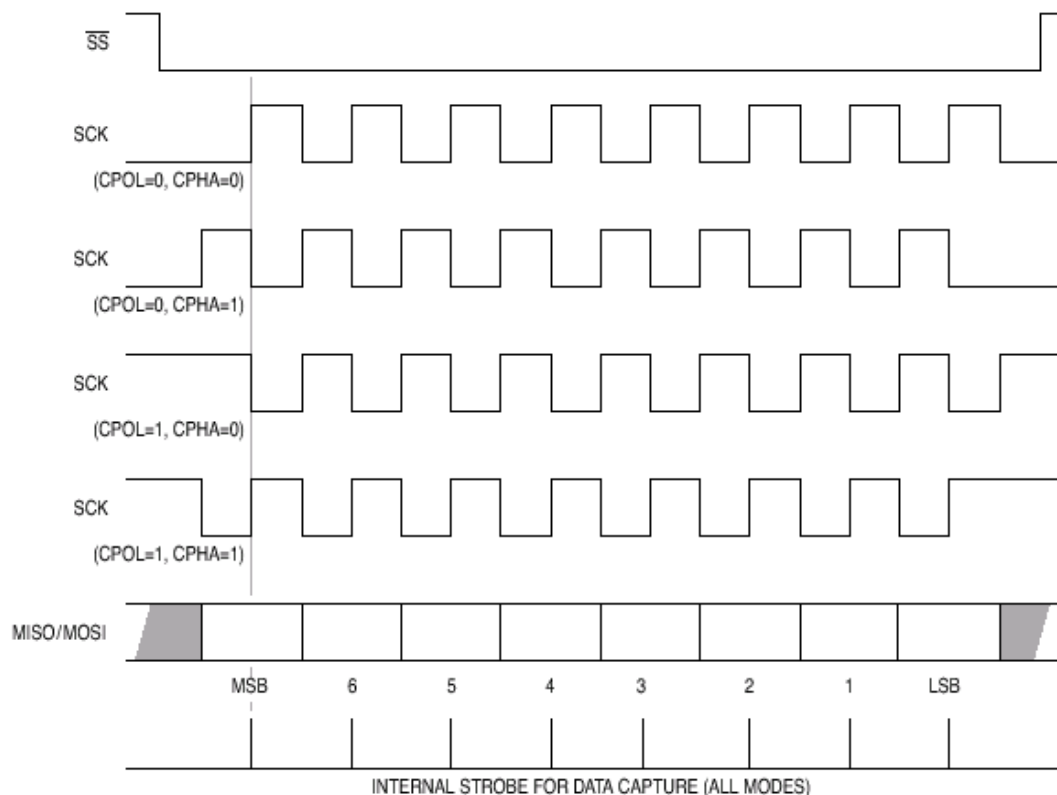 S̅S̅
SCK
(CPOL=0, CPHA=0)
SCK
(CPOL=0, CPHA=1)
SCK
(CPOL=1, CPHA=0)
SCK
(CPOL=1, CPHA=1)
MISO/MOSI
MSB 6 5 4 3 2 1 LSB
INTERNAL STROBE FOR DATA CAPTURE (ALL MODES)